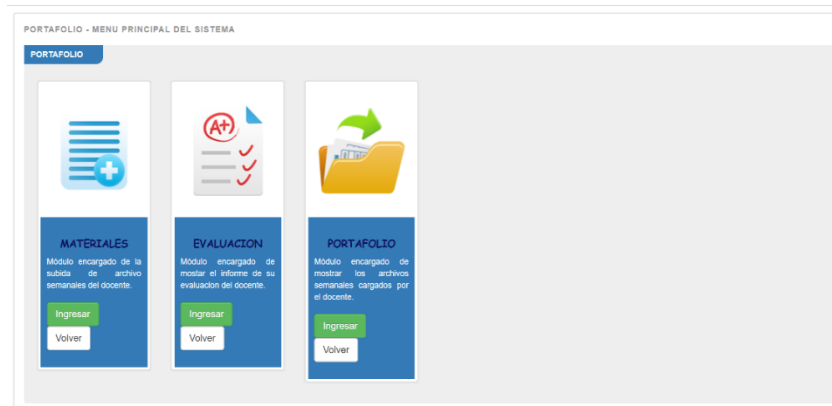 PORTAFOLIO - MENU PRINCIPAL DEL SISTEMA
PORTAFOLIO
A+
MATERIALES
Módulo encargado de la
subida de archivo
semanales del docente.
Ingresar
Volver
EVALUACION
Módulo encargado de
mostar el informe de su
evaluacion del docente.
Ingresar
Volver
PORTAFOLIO
Módulo encargado de
mostrar los archivos
semanales cargados por
el docente.
Ingresar
Volver